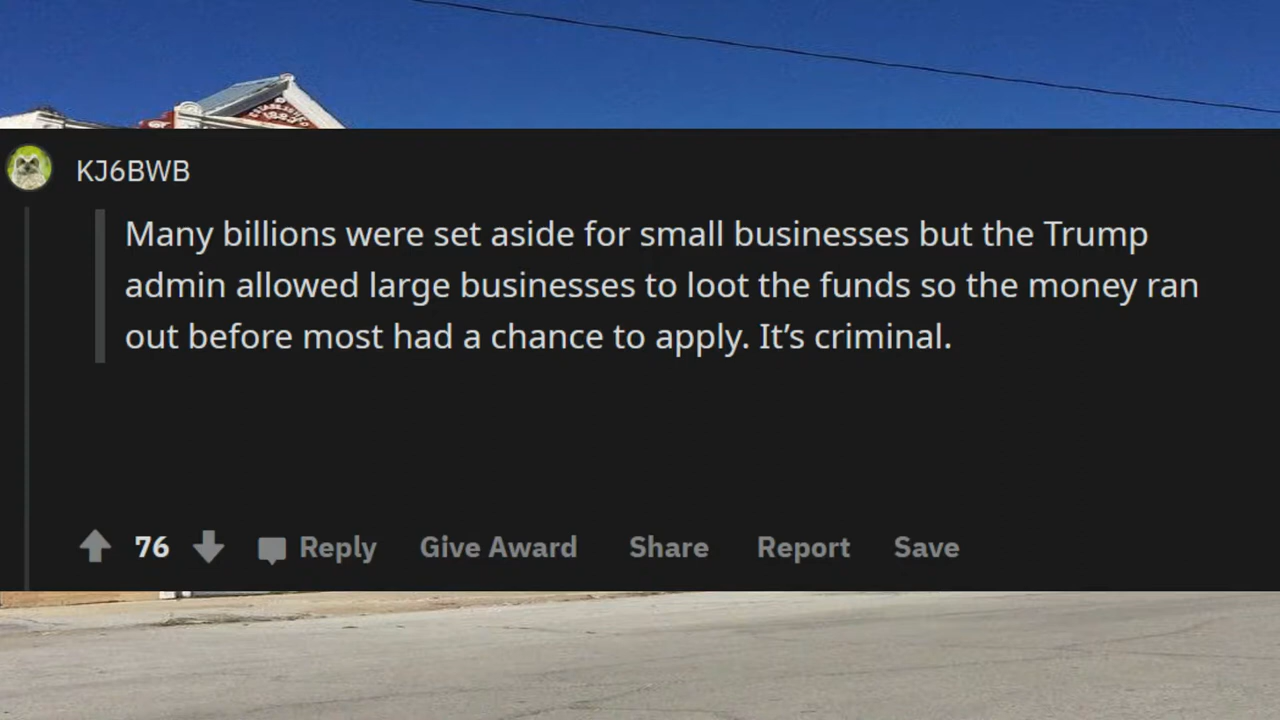 ESTABLISHED
1883
KJ6BWB
Many billions were set aside for small businesses but the Trump
admin allowed large businesses to loot the funds so the money ran
out before most had a chance to apply. It’s criminal.
76 Reply Give Award Share Report Save